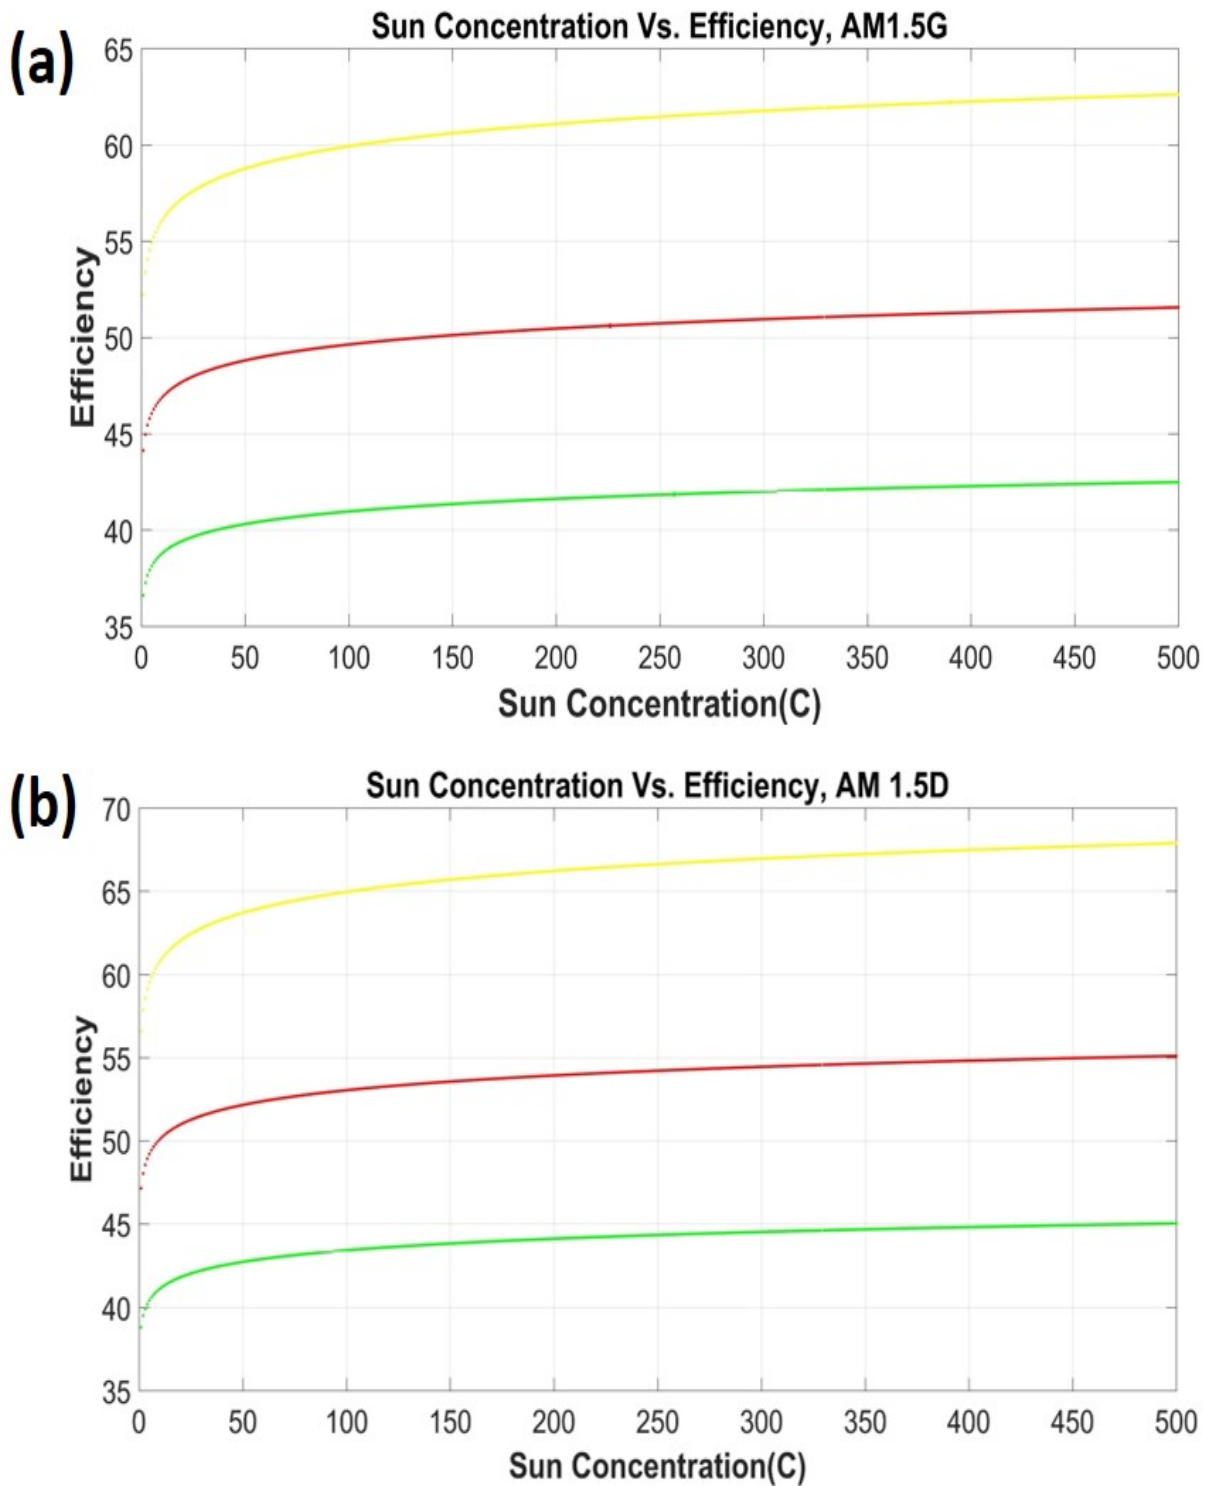 (a)
Sun Concentration Vs. Efficiency, AM1.5G
65
60
55
50
45
40
35
Efficiency
0 50 100 150 200 250 300 350 400 450 500
Sun Concentration(C)
(b)
Sun Concentration Vs. Efficiency, AM 1.5D
70
65
60
55
50
45
40
35
Efficiency
0 50 100 150 200 250 300 350 400 450 500
Sun Concentration(C)